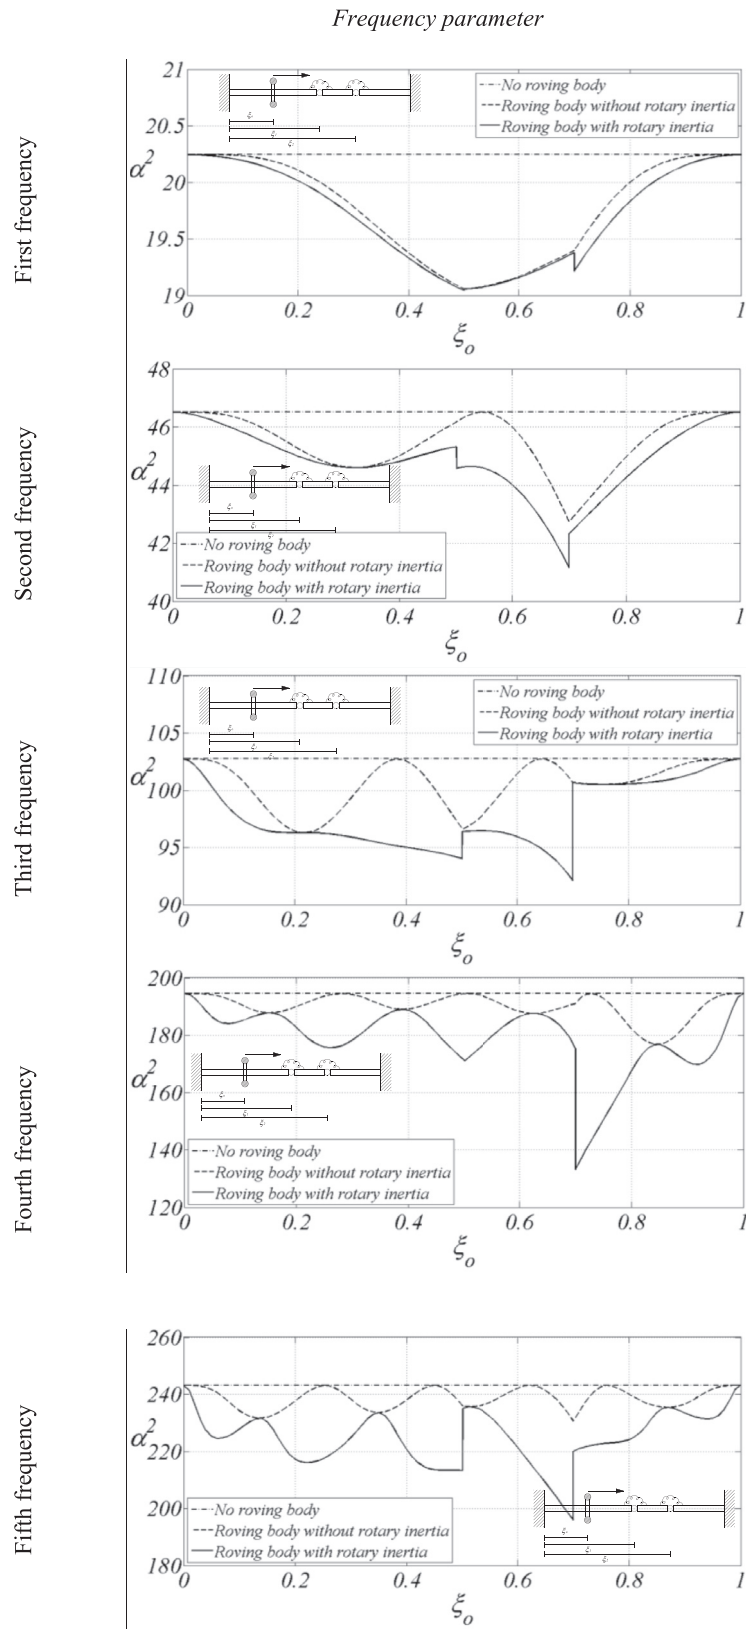 Frequency parameter
First frequency
21
20.5
20
19.5
19
α²
No roving body
Roving body without rotary inertia
Roving body with rotary inertia
0 0.2 0.4 0.6 0.8 1
ξo
Second frequency
48
46
44
42
40
α²
No roving body
Roving body without rotary inertia
Roving body with rotary inertia
0 0.2 0.4 0.6 0.8 1
ξo
Third frequency
110
105
100
95
90
α²
No roving body
Roving body without rotary inertia
Roving body with rotary inertia
0 0.2 0.4 0.6 0.8 1
ξo
Fourth frequency
200
180
160
140
120
α²
No roving body
Roving body without rotary inertia
Roving body with rotary inertia
0 0.2 0.4 0.6 0.8 1
ξo
Fifth frequency
260
240
220
200
180
α²
No roving body
Roving body without rotary inertia
Roving body with rotary inertia
0 0.2 0.4 0.6 0.8 1
ξo